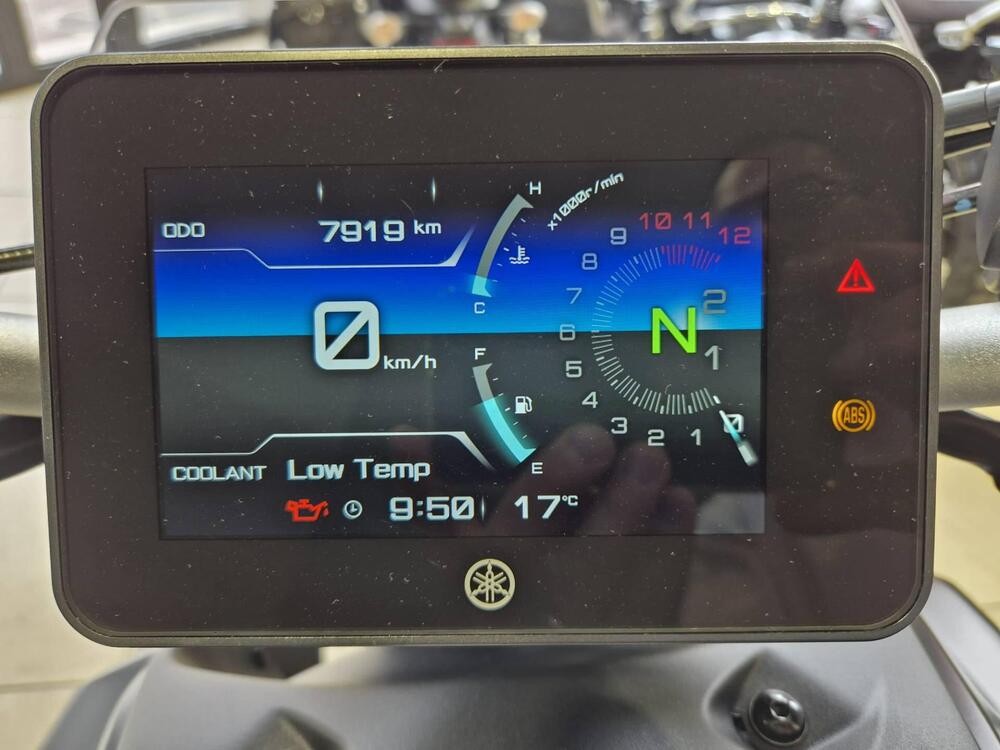 ODO 7919 km
H
x1000r/min
C
0 km/h
F
E
9 10 11 12
8
7
6
5
4
3 2 1 0
N 2
1
ABS
COOLANT Low Temp
9:50 17°C